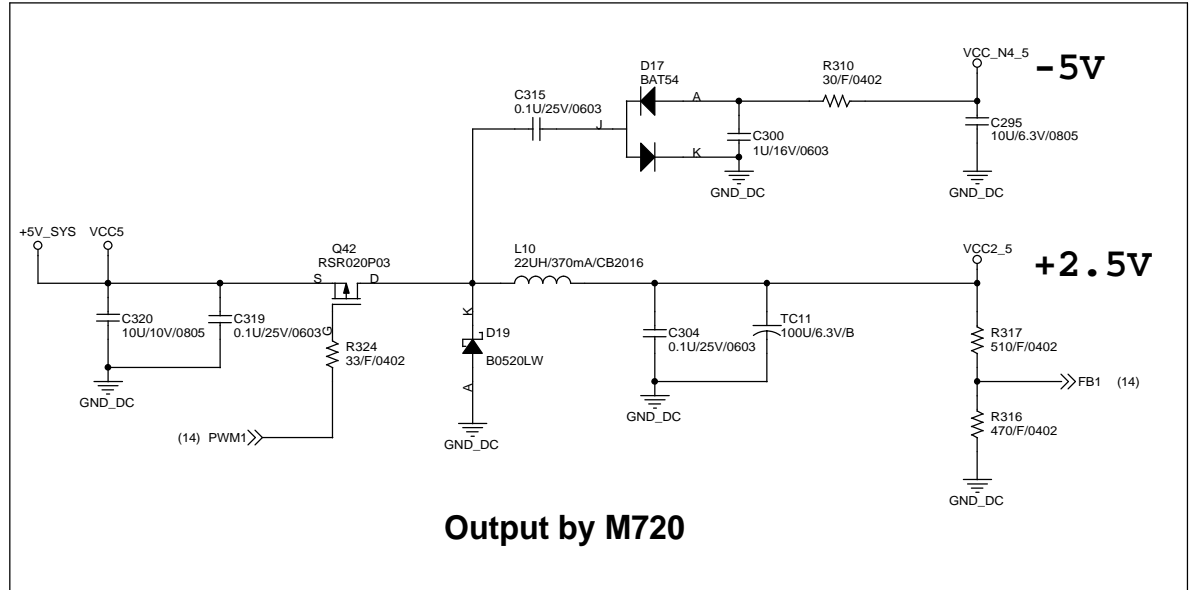 VCC_N4_5
-5V
D17
BAT54
R310
30/F/0402
C315
0.1U/25V/0603
A
J
C300
1U/16V/0603
K
C295
10U/6.3V/0805
GND_DC
GND_DC
+5V_SYS
VCC5
Q42
RSR020P03
L10
22UH/370mA/CB2016
VCC2_5
+2.5V
S
D
G
K
C320
10U/10V/0805
C319
0.1U/25V/0603
R324
33/F/0402
D19
B0520LW
A
C304
0.1U/25V/0603
TC11
100U/6.3V/B
R317
510/F/0402
GND_DC
GND_DC
FB1 (14)
(14) PWM1
GND_DC
R316
470/F/0402
GND_DC
Output by M720